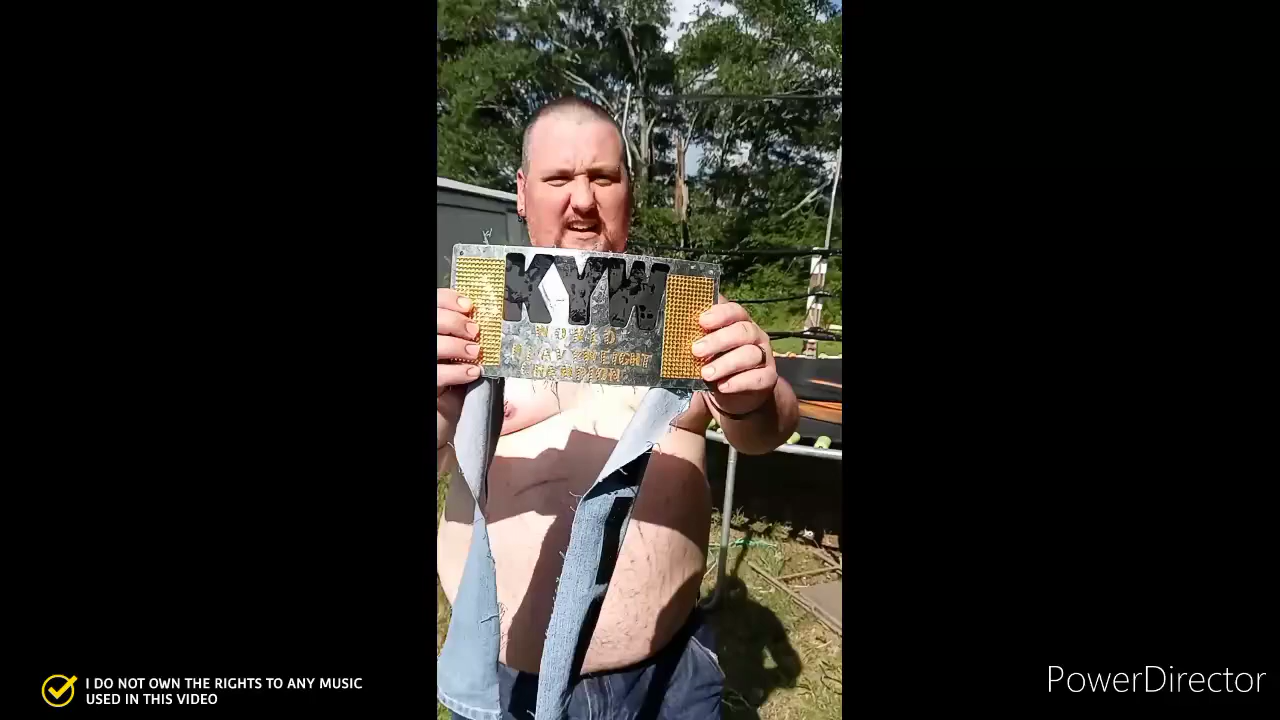 KYW
WORLD
HEAVYWEIGHT
CHAMPION
I DO NOT OWN THE RIGHTS TO ANY MUSIC
USED IN THIS VIDEO
PowerDirector